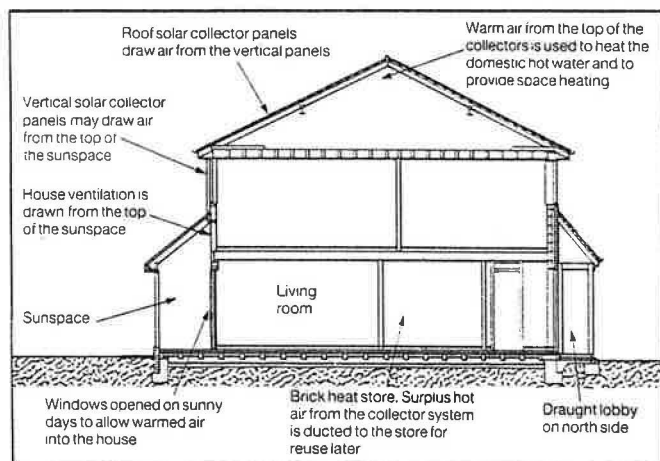 Roof solar collector panels
draw air from the vertical panels
Warm air from the top of the
collectors is used to heat the
domestic hot water and to
provide space heating
Vertical solar collector
panels may draw air
from the top of
the sunspace
House ventilation is
drawn from the top
of the sunspace
Sunspace
Living
room
Windows opened on sunny
days to allow warmed air
into the house
Brick heat store. Surplus hot
air from the collector system
is ducted to the store for
reuse later
Draught lobby
on north side